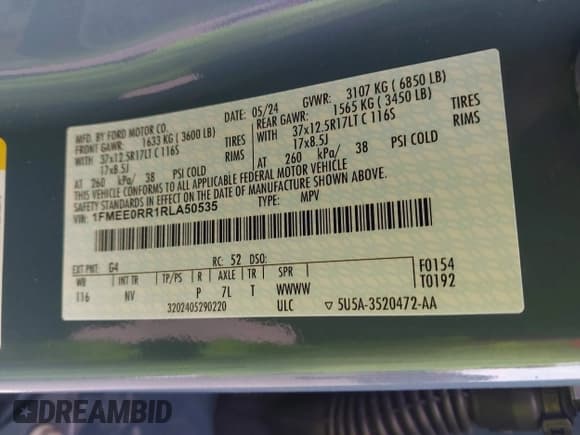 MFD. BY FORD MOTOR CO.
DATE: 05/24 GVWR: 3107 KG ( 6850 LB)
FRONT GAWR: 1633 KG ( 3600 LB)
REAR GAWR: 1565 KG ( 3450 LB)
WITH 37x12.5R17LT C 116S TIRES
WITH 37x12.5R17LT C 116S TIRES
17x8.5J RIMS
17x8.5J RIMS
AT 260 kPa/ 38 PSI COLD
AT 260 kPa/ 38 PSI COLD
THIS VEHICLE CONFORMS TO ALL APPLICABLE FEDERAL MOTOR VEHICLE
SAFETY STANDARDS IN EFFECT ON THE DATE OF MANUFACTURE SHOWN ABOVE.
VIN: 1FMEE0RR1RLA50535 TYPE: MPV
EXT PNT: G4 RC: 52 DSO: F0154
WB INT TR TP/PS R AXLE TR SPR T0192
116 NV P 7L T WWWW
3202405290220 ULC ▽ 5U5A-3520472-AA
DREAMBID